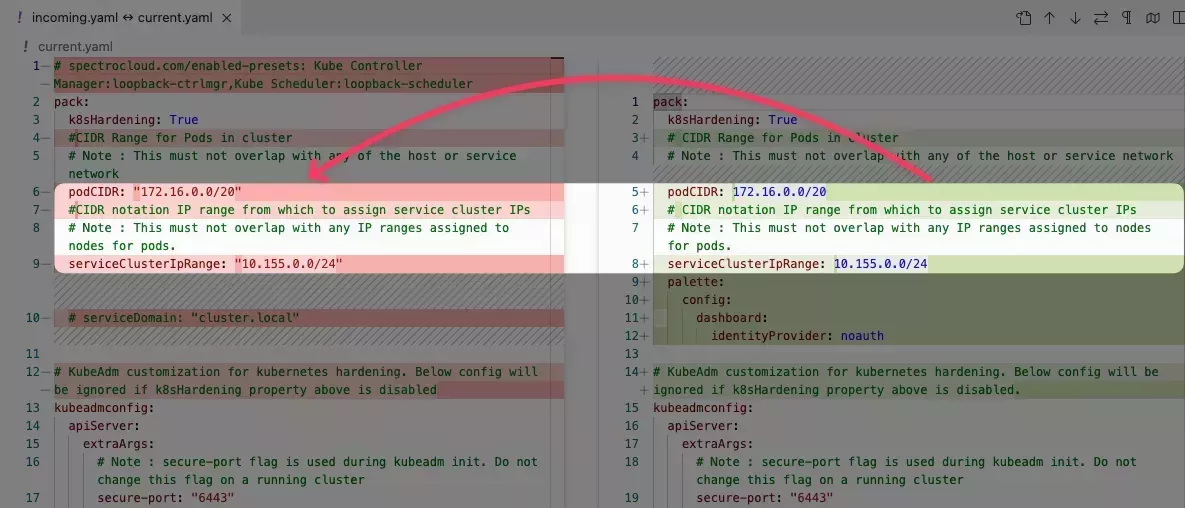 incoming.yaml ↔ current.yaml
current.yaml
1 # spectrocloud.com/enabled-presets: Kube Controller
Manager:loopback-ctrlmgr,Kube Scheduler:loopback-scheduler
2 pack:
3 k8sHardening: True
4 #CIDR Range for Pods in cluster
5 # Note : This must not overlap with any of the host or service
network
6 podCIDR: "172.16.0.0/20"
7 #CIDR notation IP range from which to assign service cluster IPs
8 # Note : This must not overlap with any IP ranges assigned to
nodes for pods.
9 serviceClusterIpRange: "10.155.0.0/24"
10 # serviceDomain: "cluster.local"
11
12 # KubeAdm customization for kubernetes hardening. Below config will
be ignored if k8sHardening property above is disabled
13 kubeadmconfig:
14 apiServer:
15 extraArgs:
16 # Note : secure-port flag is used during kubeadm init. Do not
change this flag on a running cluster
17 secure-port: "6443"
1 pack:
2 k8sHardening: True
3+ # CIDR Range for Pods in cluster
4 # Note : This must not overlap with any of the host or service network
5+ podCIDR: 172.16.0.0/20
6+ # CIDR notation IP range from which to assign service cluster IPs
7 # Note : This must not overlap with any IP ranges assigned to nodes
for pods.
8+ serviceClusterIpRange: 10.155.0.0/24
9+ palette:
10+ config:
11+ dashboard:
12+ identityProvider: noauth
13
14+ # KubeAdm customization for kubernetes hardening. Below config will be
+ ignored if k8sHardening property above is disabled.
15 kubeadmconfig:
16 apiServer:
17 extraArgs:
18 # Note : secure-port flag is used during kubeadm init. Do not
change this flag on a running cluster
19 secure-port: "6443"